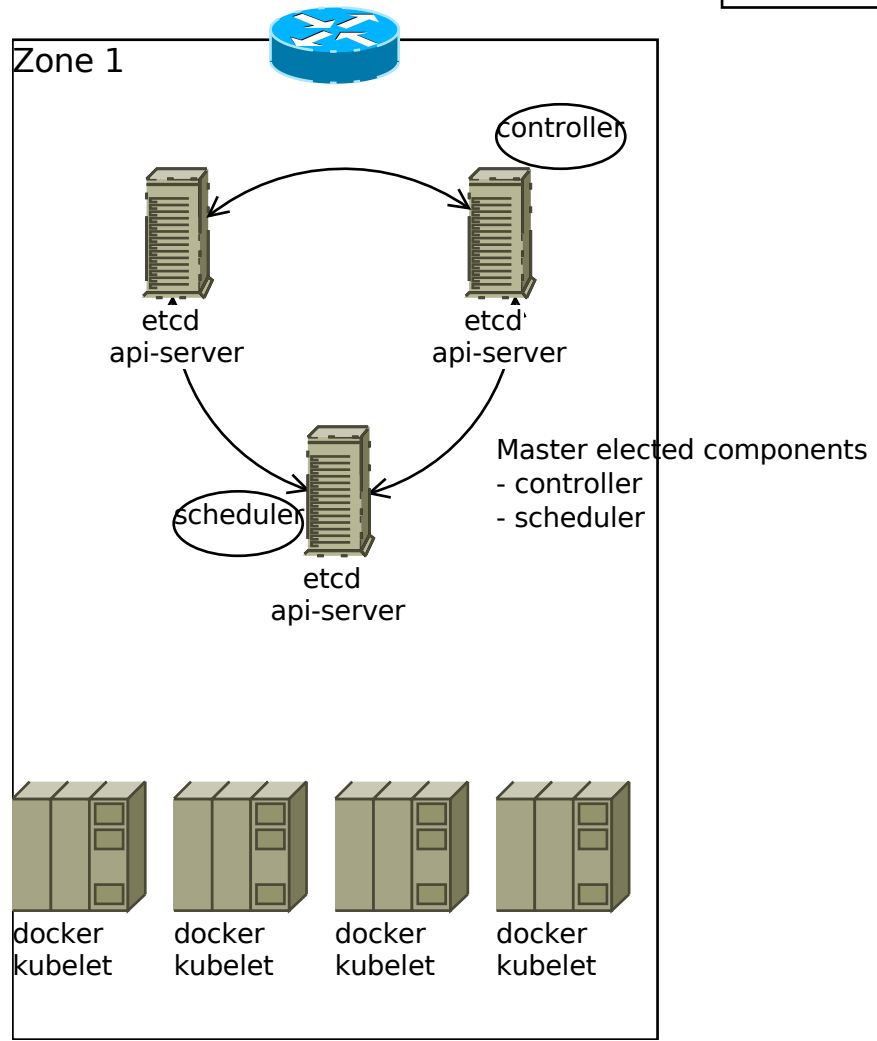 Zone 1
controller
etcd
api-server
etcd
api-server
Master elected components
- controller
- scheduler
scheduler
etcd
api-server
docker
kubelet
docker
kubelet
docker
kubelet
docker
kubelet